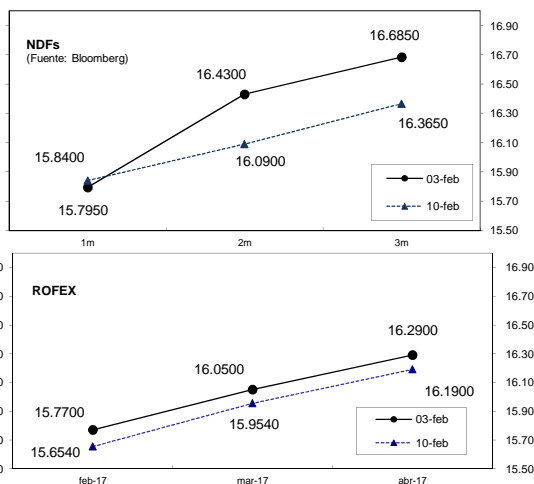 NDFs
(Fuente: Bloomberg)
16.90
16.6850
16.70
16.4300
16.50
16.30
16.3650
16.10
15.8400
16.0900
15.90
03-feb
15.7950
15.70
10-feb
15.50
1m
2m
3m
ROFEX
16.90
16.70
16.50
16.2900
16.30
16.0500
16.10
16.1900
15.7700
15.90
15.9540
03-feb
15.6540
15.70
10-feb
15.50
feb-17
mar-17
abr-17